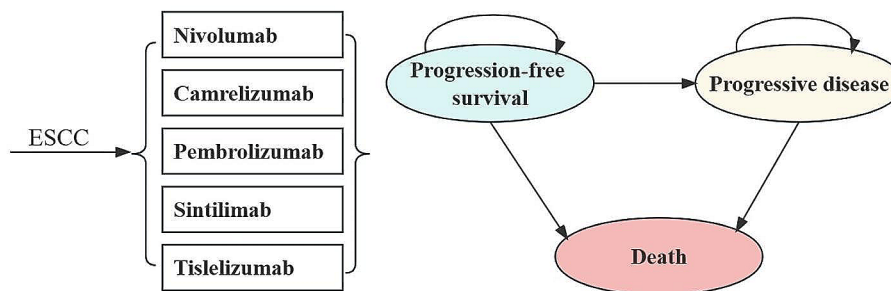 ESCC
Nivolumab
Camrelizumab
Pembrolizumab
Sintilimab
Tislelizumab
Progression-free
survival
Progressive disease
Death